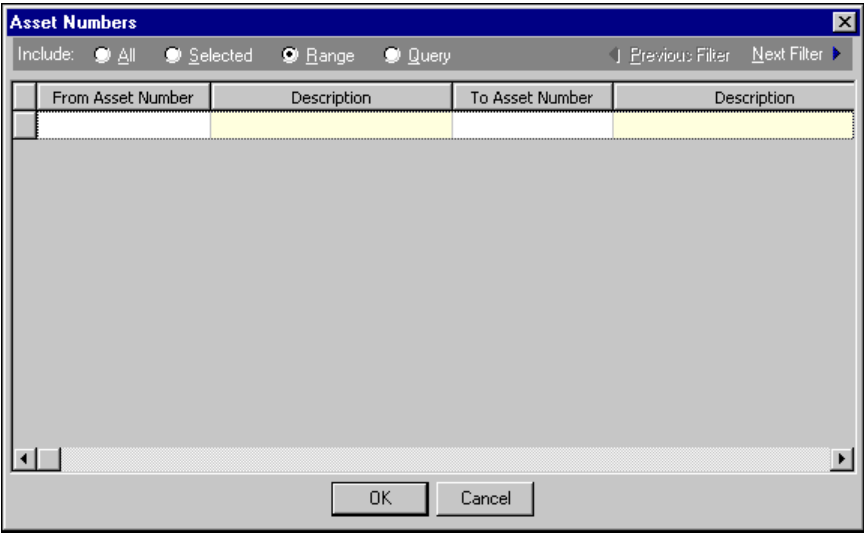 Asset Numbers
Include: All Selected Range Query Previous Filter Next Filter
From Asset Number Description To Asset Number Description
OK Cancel